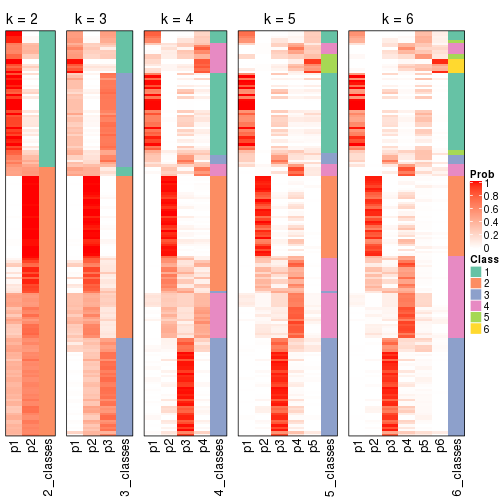 k = 2
k = 3
k = 4
k = 5
k = 6
p1
p2
2_classes
p1
p2
p3
3_classes
p1
p2
p3
p4
4_classes
p1
p2
p3
p4
p5
5_classes
p1
p2
p3
p4
p5
p6
6_classes
Prob
1
0.8
0.6
0.4
0.2
0
Class
1
2
3
4
5
6